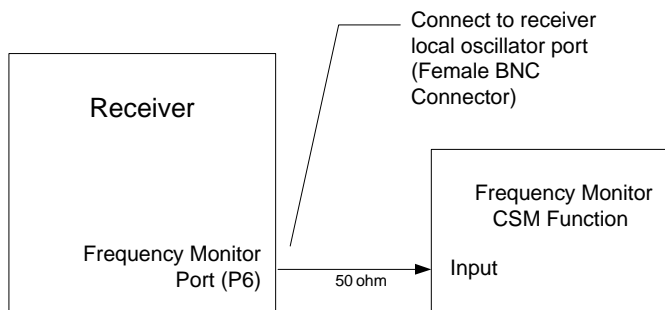 Connect to receiver
local oscillator port
(Female BNC
Connector)
Receiver
Frequency Monitor
CSM Function
Frequency Monitor
Port (P6)
50 ohm
Input